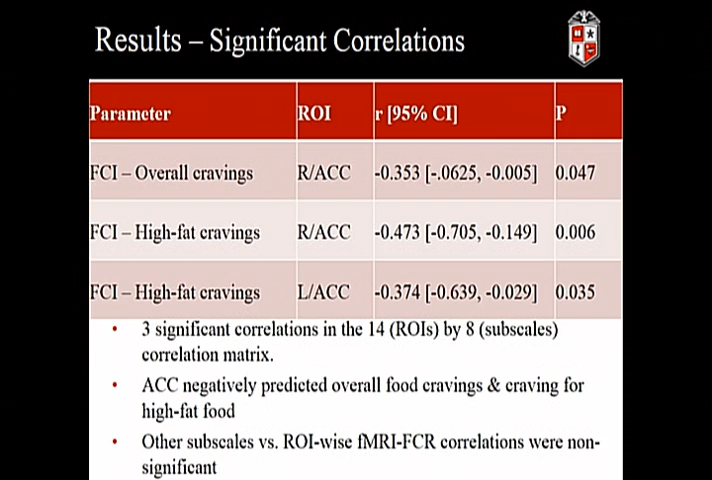 Results – Significant Correlations
Parameter ROI r [95% CI] P
FCI – Overall cravings R/ACC -0.353 [-.0625, -0.005] 0.047
FCI – High-fat cravings R/ACC -0.473 [-0.705, -0.149] 0.006
FCI – High-fat cravings L/ACC -0.374 [-0.639, -0.029] 0.035
• 3 significant correlations in the 14 (ROIs) by 8 (subscales)
correlation matrix.
• ACC negatively predicted overall food cravings & craving for
high-fat food
• Other subscales vs. ROI-wise fMRI-FCR correlations were non-
significant